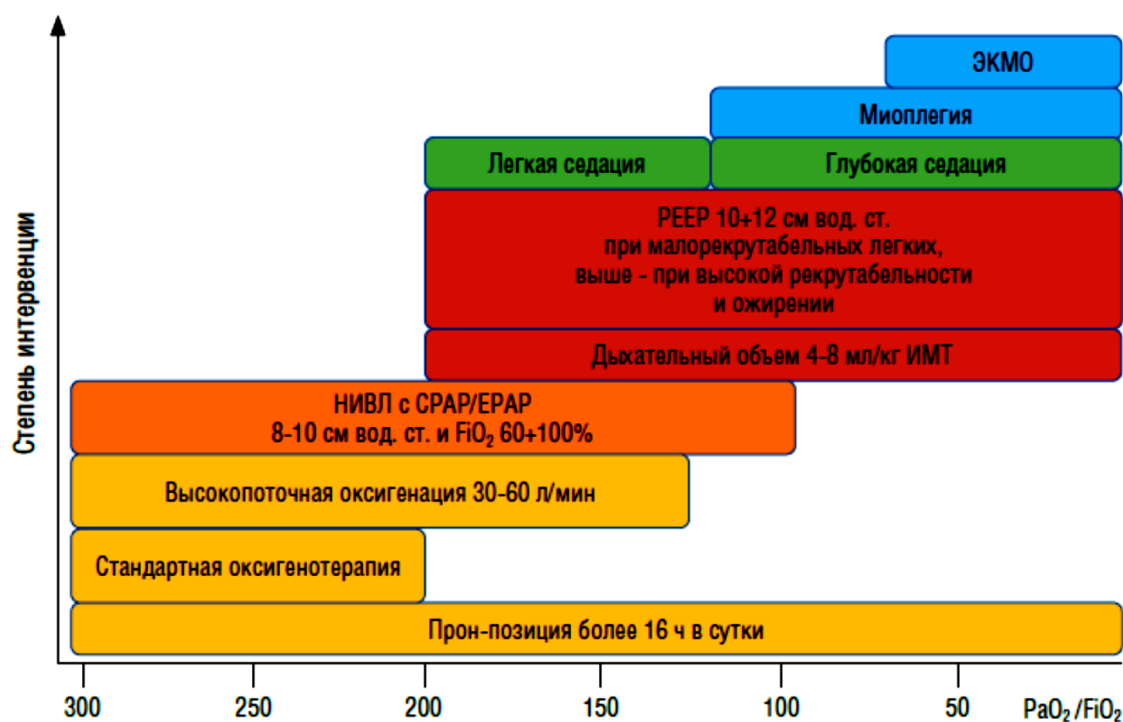 ЭКМО
Миоплегия
Легкая седация
Глубокая седация
PEEP 10+12 см вод. ст.
при малорекрутабельных легких,
выше - при высокой рекрутабельности
и ожирении
Дыхательный объем 4-8 мл/кг ИМТ
НИВЛ с CPAP/EPAP
8-10 см вод. ст. и FiO₂ 60+100%
Высокопоточная оксигенация 30-60 л/мин
Стандартная оксигенотерапия
Прон-позиция более 16 ч в сутки
Степень интервенции
300 250 200 150 100 50 PaO₂/FiO₂